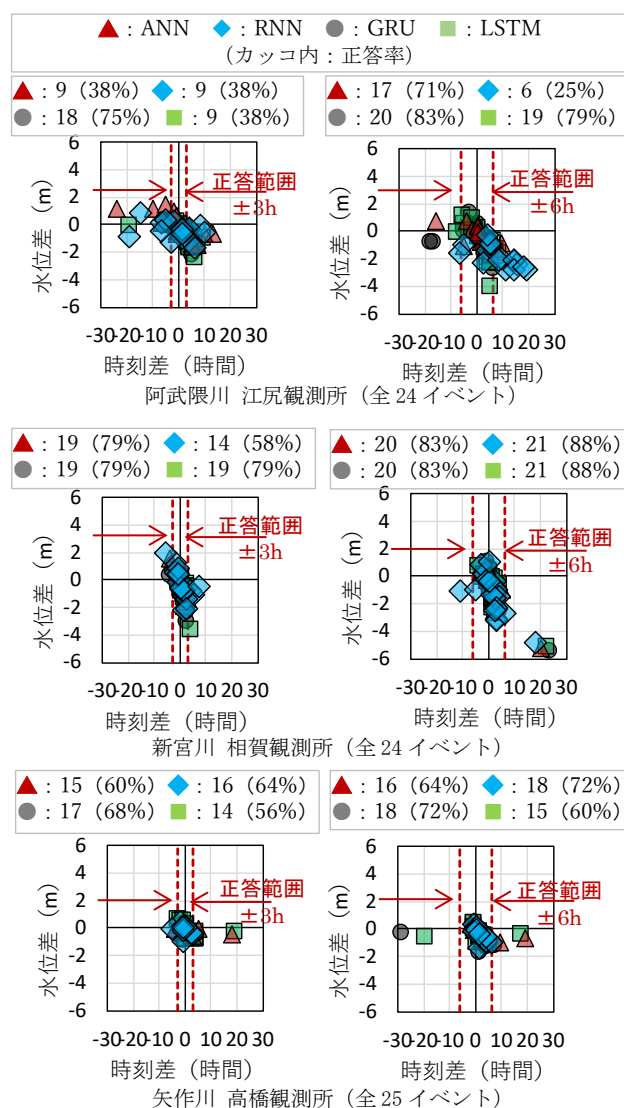 ▲：ANN ◆：RNN ●：GRU ■：LSTM
（カッコ内：正答率）
▲：9（38%） ◆：9（38%）
●：18（75%） ■：9（38%）
▲：17（71%） ◆：6（25%）
●：20（83%） ■：19（79%）
水位差（m）
6
4
2
0
-2
-4
-6
正答範囲
±3h
-30 -20 -10 0 10 20 30
時刻差（時間）
水位差（m）
6
4
2
0
-2
-4
-6
正答範囲
±6h
-30 -20 -10 0 10 20 30
時刻差（時間）
阿武隈川 江尻観測所（全 24 イベント）
▲：19（79%） ◆：14（58%）
●：19（79%） ■：19（79%）
▲：20（83%） ◆：21（88%）
●：20（83%） ■：21（88%）
水位差（m）
6
4
2
0
-2
-4
-6
正答範囲
±3h
-30 -20 -10 0 10 20 30
時刻差（時間）
水位差（m）
6
4
2
0
-2
-4
-6
正答範囲
±6h
-30 -20 -10 0 10 20 30
時刻差（時間）
新宮川 相賀観測所（全 24 イベント）
▲：15（60%） ◆：16（64%）
●：17（68%） ■：14（56%）
▲：16（64%） ◆：18（72%）
●：18（72%） ■：15（60%）
水位差（m）
6
4
2
0
-2
-4
-6
正答範囲
±3h
-30 -20 -10 0 10 20 30
時刻差（時間）
水位差（m）
6
4
2
0
-2
-4
-6
正答範囲
±6h
-30 -20 -10 0 10 20 30
時刻差（時間）
矢作川 高橋観測所（全 25 イベント）